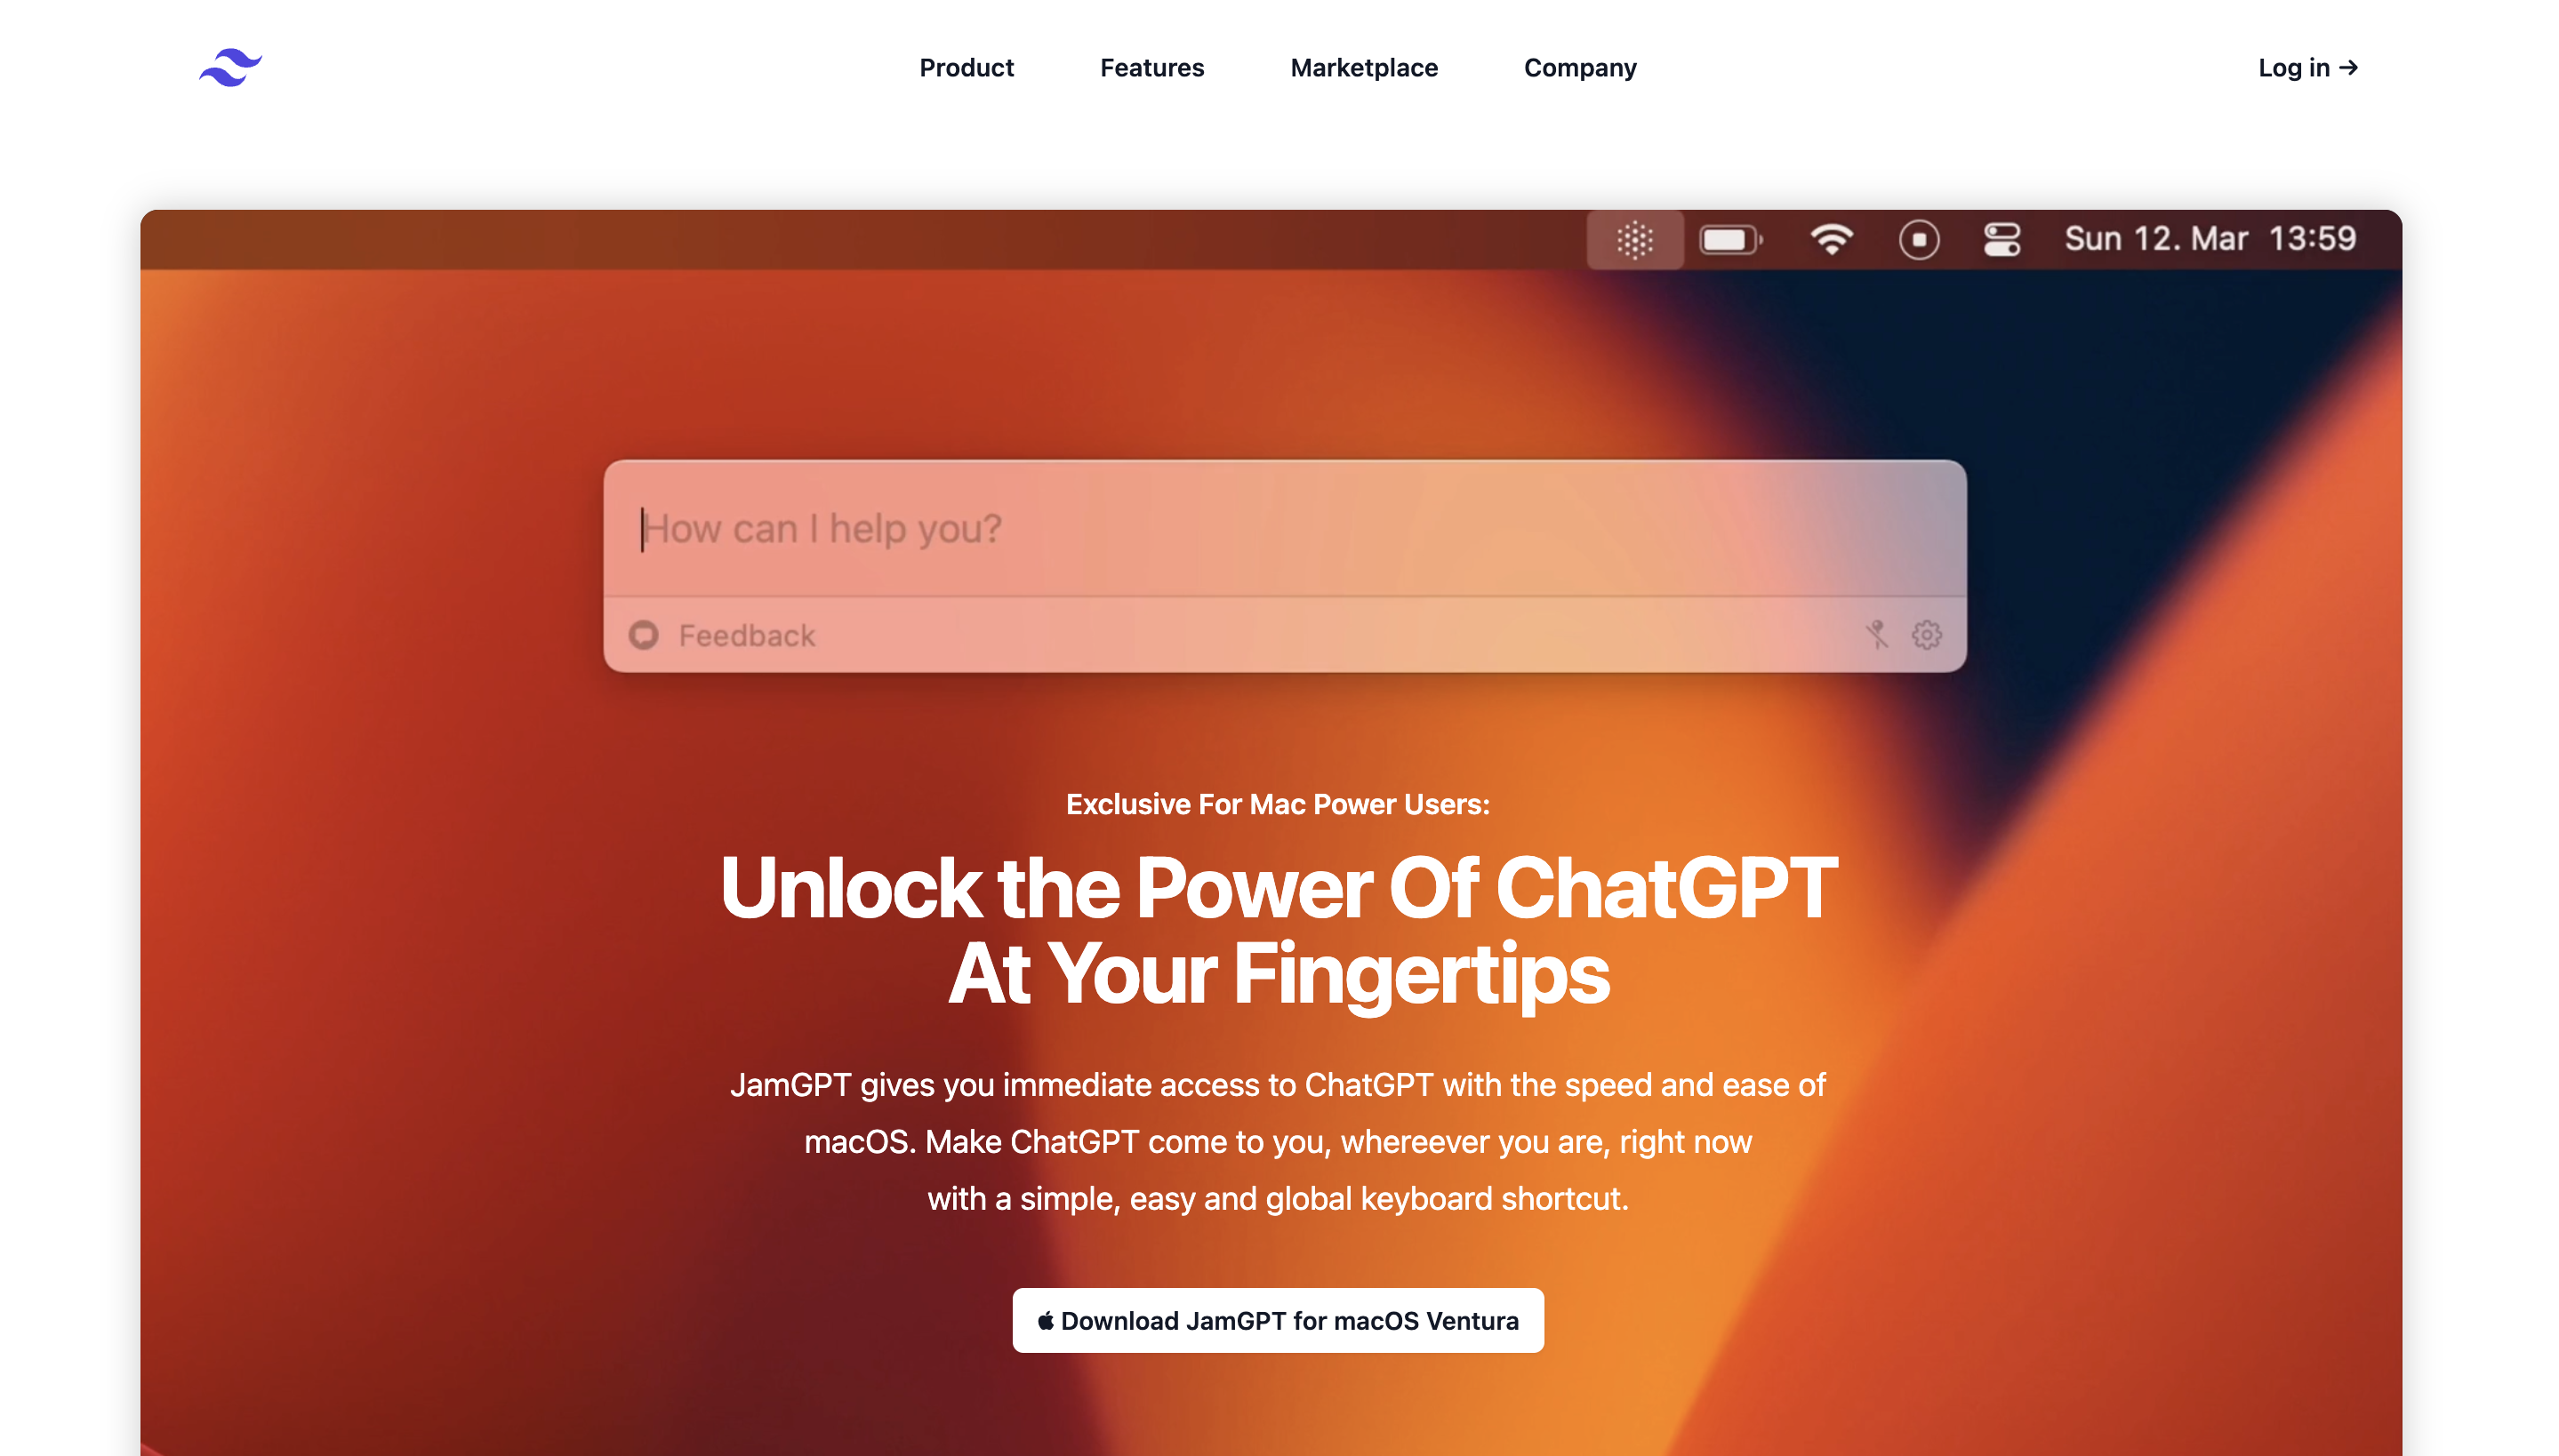 Product Features Marketplace Company Log in →
Sun 12. Mar 13:59
How can I help you?
Feedback
Exclusive For Mac Power Users:
Unlock the Power Of ChatGPT
At Your Fingertips
JamGPT gives you immediate access to ChatGPT with the speed and ease of
macOS. Make ChatGPT come to you, whereever you are, right now
with a simple, easy and global keyboard shortcut.
Download JamGPT for macOS Ventura